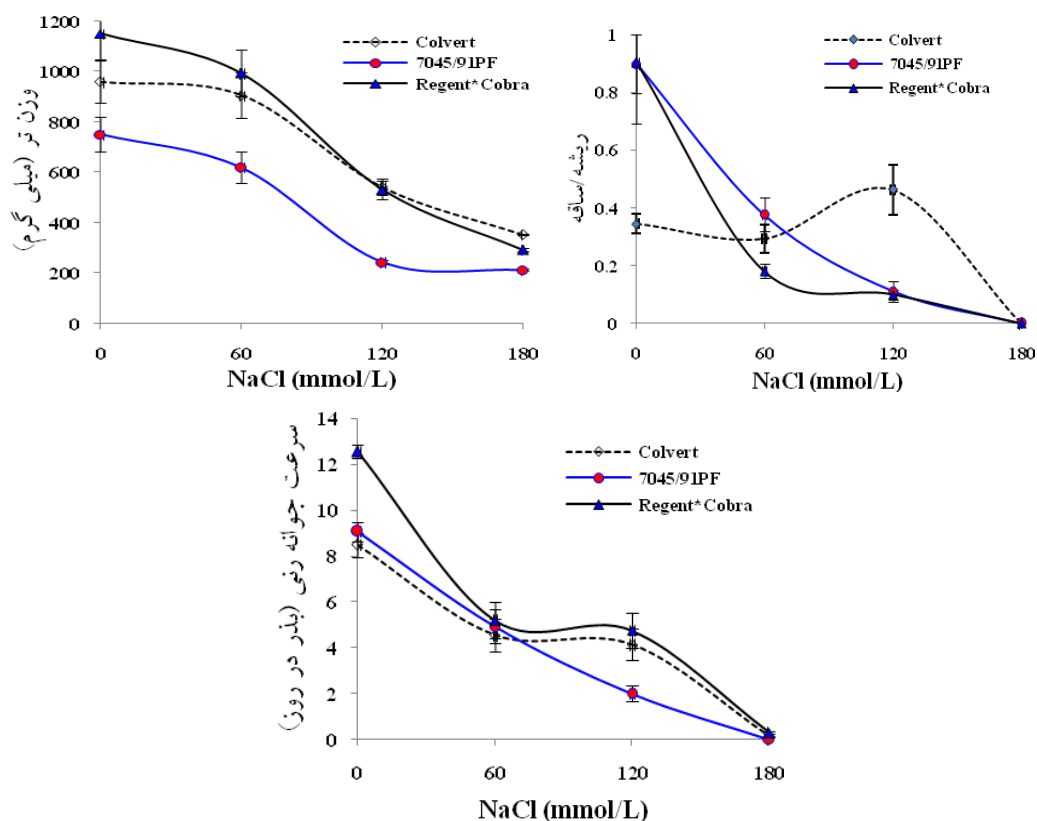 وزن تر (میلی گرم)
1200
1000
800
600
400
200
0
0 60 120 180
NaCl (mmol/L)
Colvert
7045/91PF
Regent*Cobra
ریشه/ساقه
1
0.8
0.6
0.4
0.2
0
0 60 120 180
NaCl (mmol/L)
Colvert
7045/91PF
Regent*Cobra
سرعت جوانه زنی (بذر در روز)
14
12
10
8
6
4
2
0
0 60 120 180
NaCl (mmol/L)
Colvert
7045/91PF
Regent*Cobra